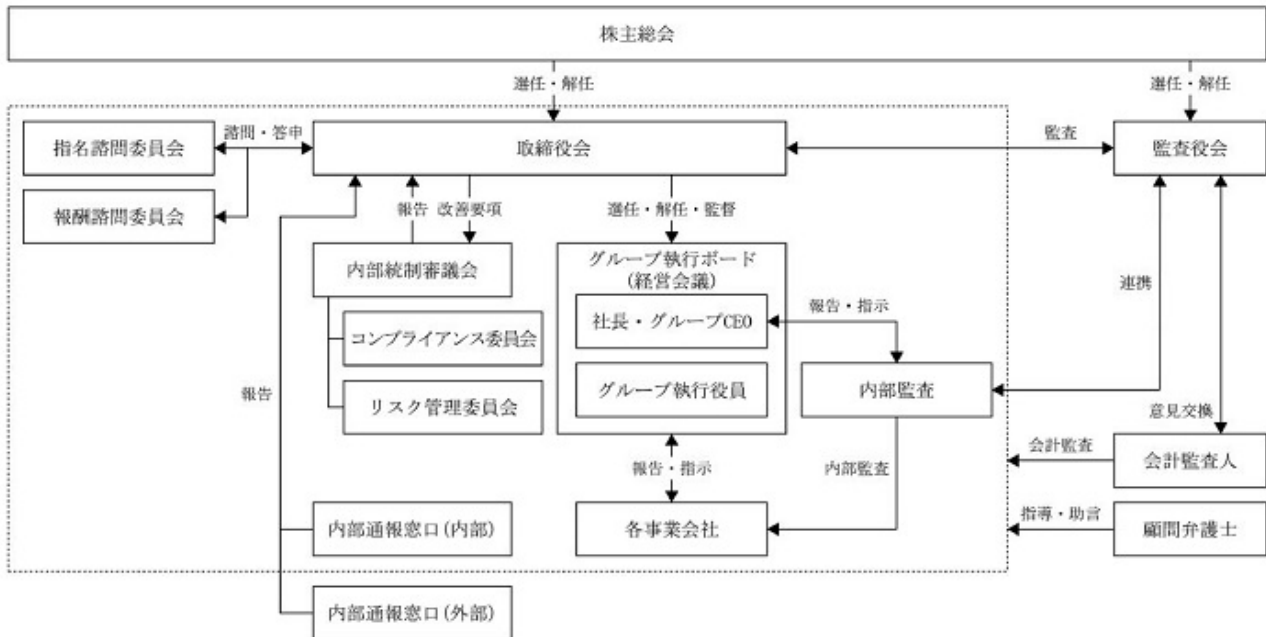 株主総会
選任・解任
選任・解任
指名諮問委員会
諮問・答申
取締役会
監査
監査役会
報酬諮問委員会
報告
改善要項
選任・解任・監督
内部統制審議会
グループ執行ボード
(経営会議)
連携
社長・グループCEO
報告・指示
コンプライアンス委員会
報告
リスク管理委員会
グループ執行役員
内部監査
意見交換
会計監査
会計監査人
報告・指示
内部監査
指導・助言
内部通報窓口(内部)
各事業会社
顧問弁護士
内部通報窓口(外部)